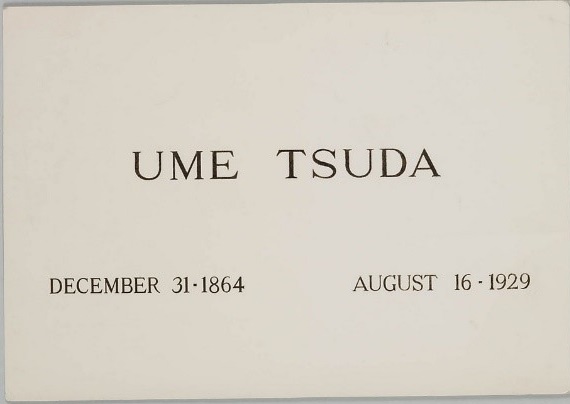 UME TSUDA
DECEMBER 31·1864 AUGUST 16·1929